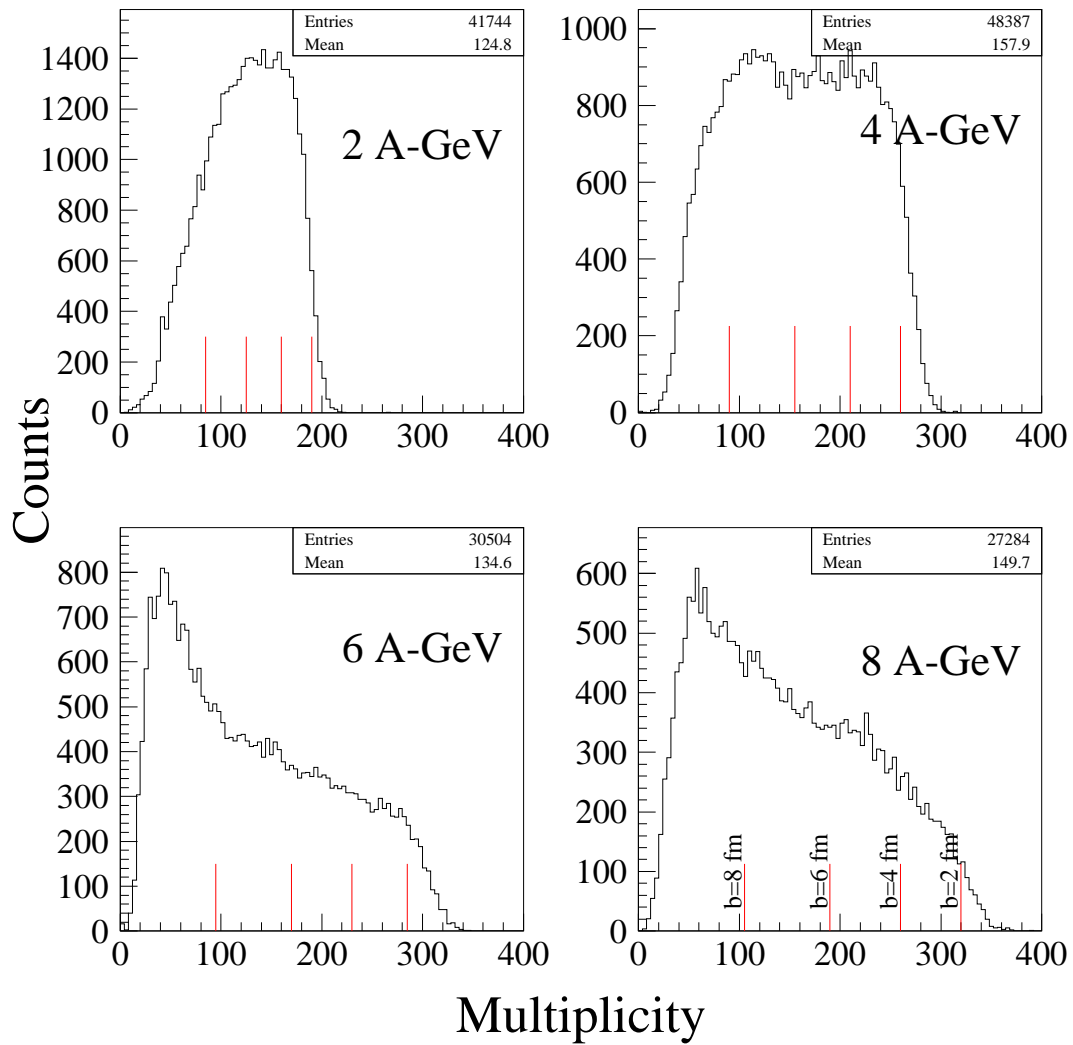 Entries 41744
Mean 124.8
2 A-GeV
1400
1200
1000
800
600
400
200
0
0 100 200 300 400
Entries 48387
Mean 157.9
4 A-GeV
1000
800
600
400
200
0
0 100 200 300 400
Counts
Entries 30504
Mean 134.6
6 A-GeV
800
700
600
500
400
300
200
100
0
0 100 200 300 400
Entries 27284
Mean 149.7
8 A-GeV
600
500
400
300
200
100
0
b=8 fm
b=6 fm
b=4 fm
b=2 fm
0 100 200 300 400
Multiplicity